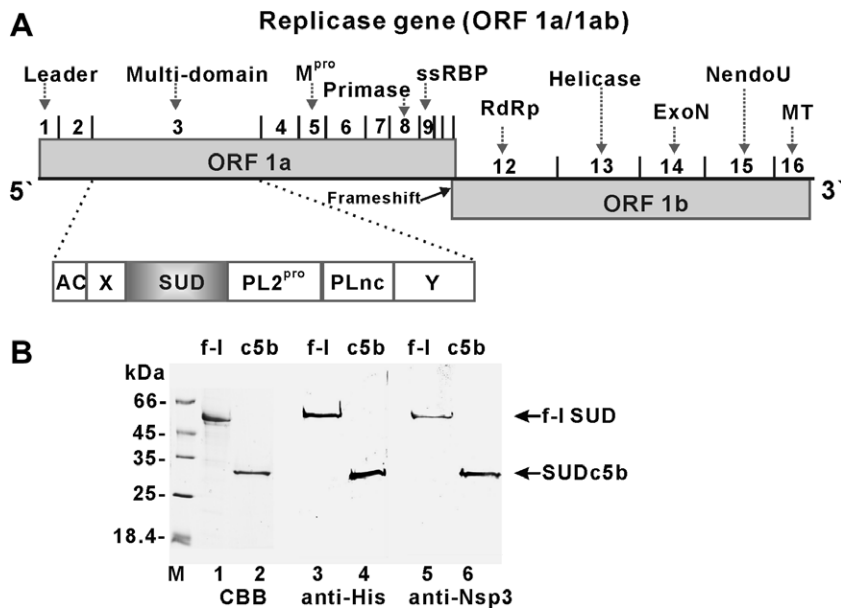 A
Replicase gene (ORF 1a/1ab)
Leader
Multi-domain
Mpro
Primase
ssRBP
RdRp
Helicase
ExoN
NendoU
MT
1 2 3 4 5 6 7 8 9
ORF 1a
12 13 14 15 16
5`
3`
Frameshift
ORF 1b
AC X SUD PL2pro PLnc Y
B
f-l c5b f-l c5b f-l c5b
kDa
66-
45-
35-
25-
18.4-
f-l SUD
SUDc5b
M 1 2 3 4 5 6
CBB anti-His anti-Nsp3